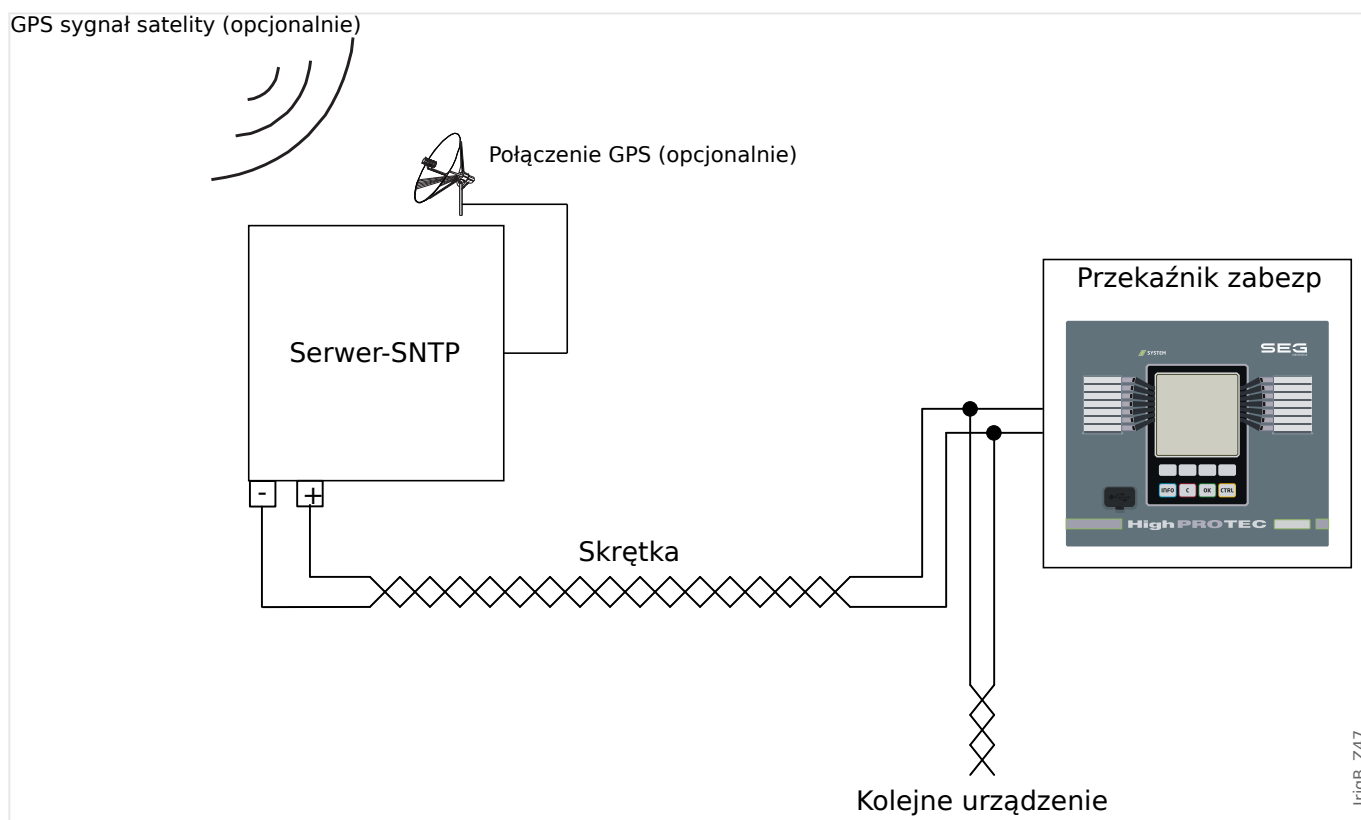 GPS sygnał satelity (opcjonalnie)
Połączenie GPS (opcjonalnie)
Serwer-SNTP
- +
Skrętka
Przekaźnik zabezp
SYSTEM
SEG
INFO C OK CTRL
HighPROTEC
Kolejne urządzenie
IrigB_Z47